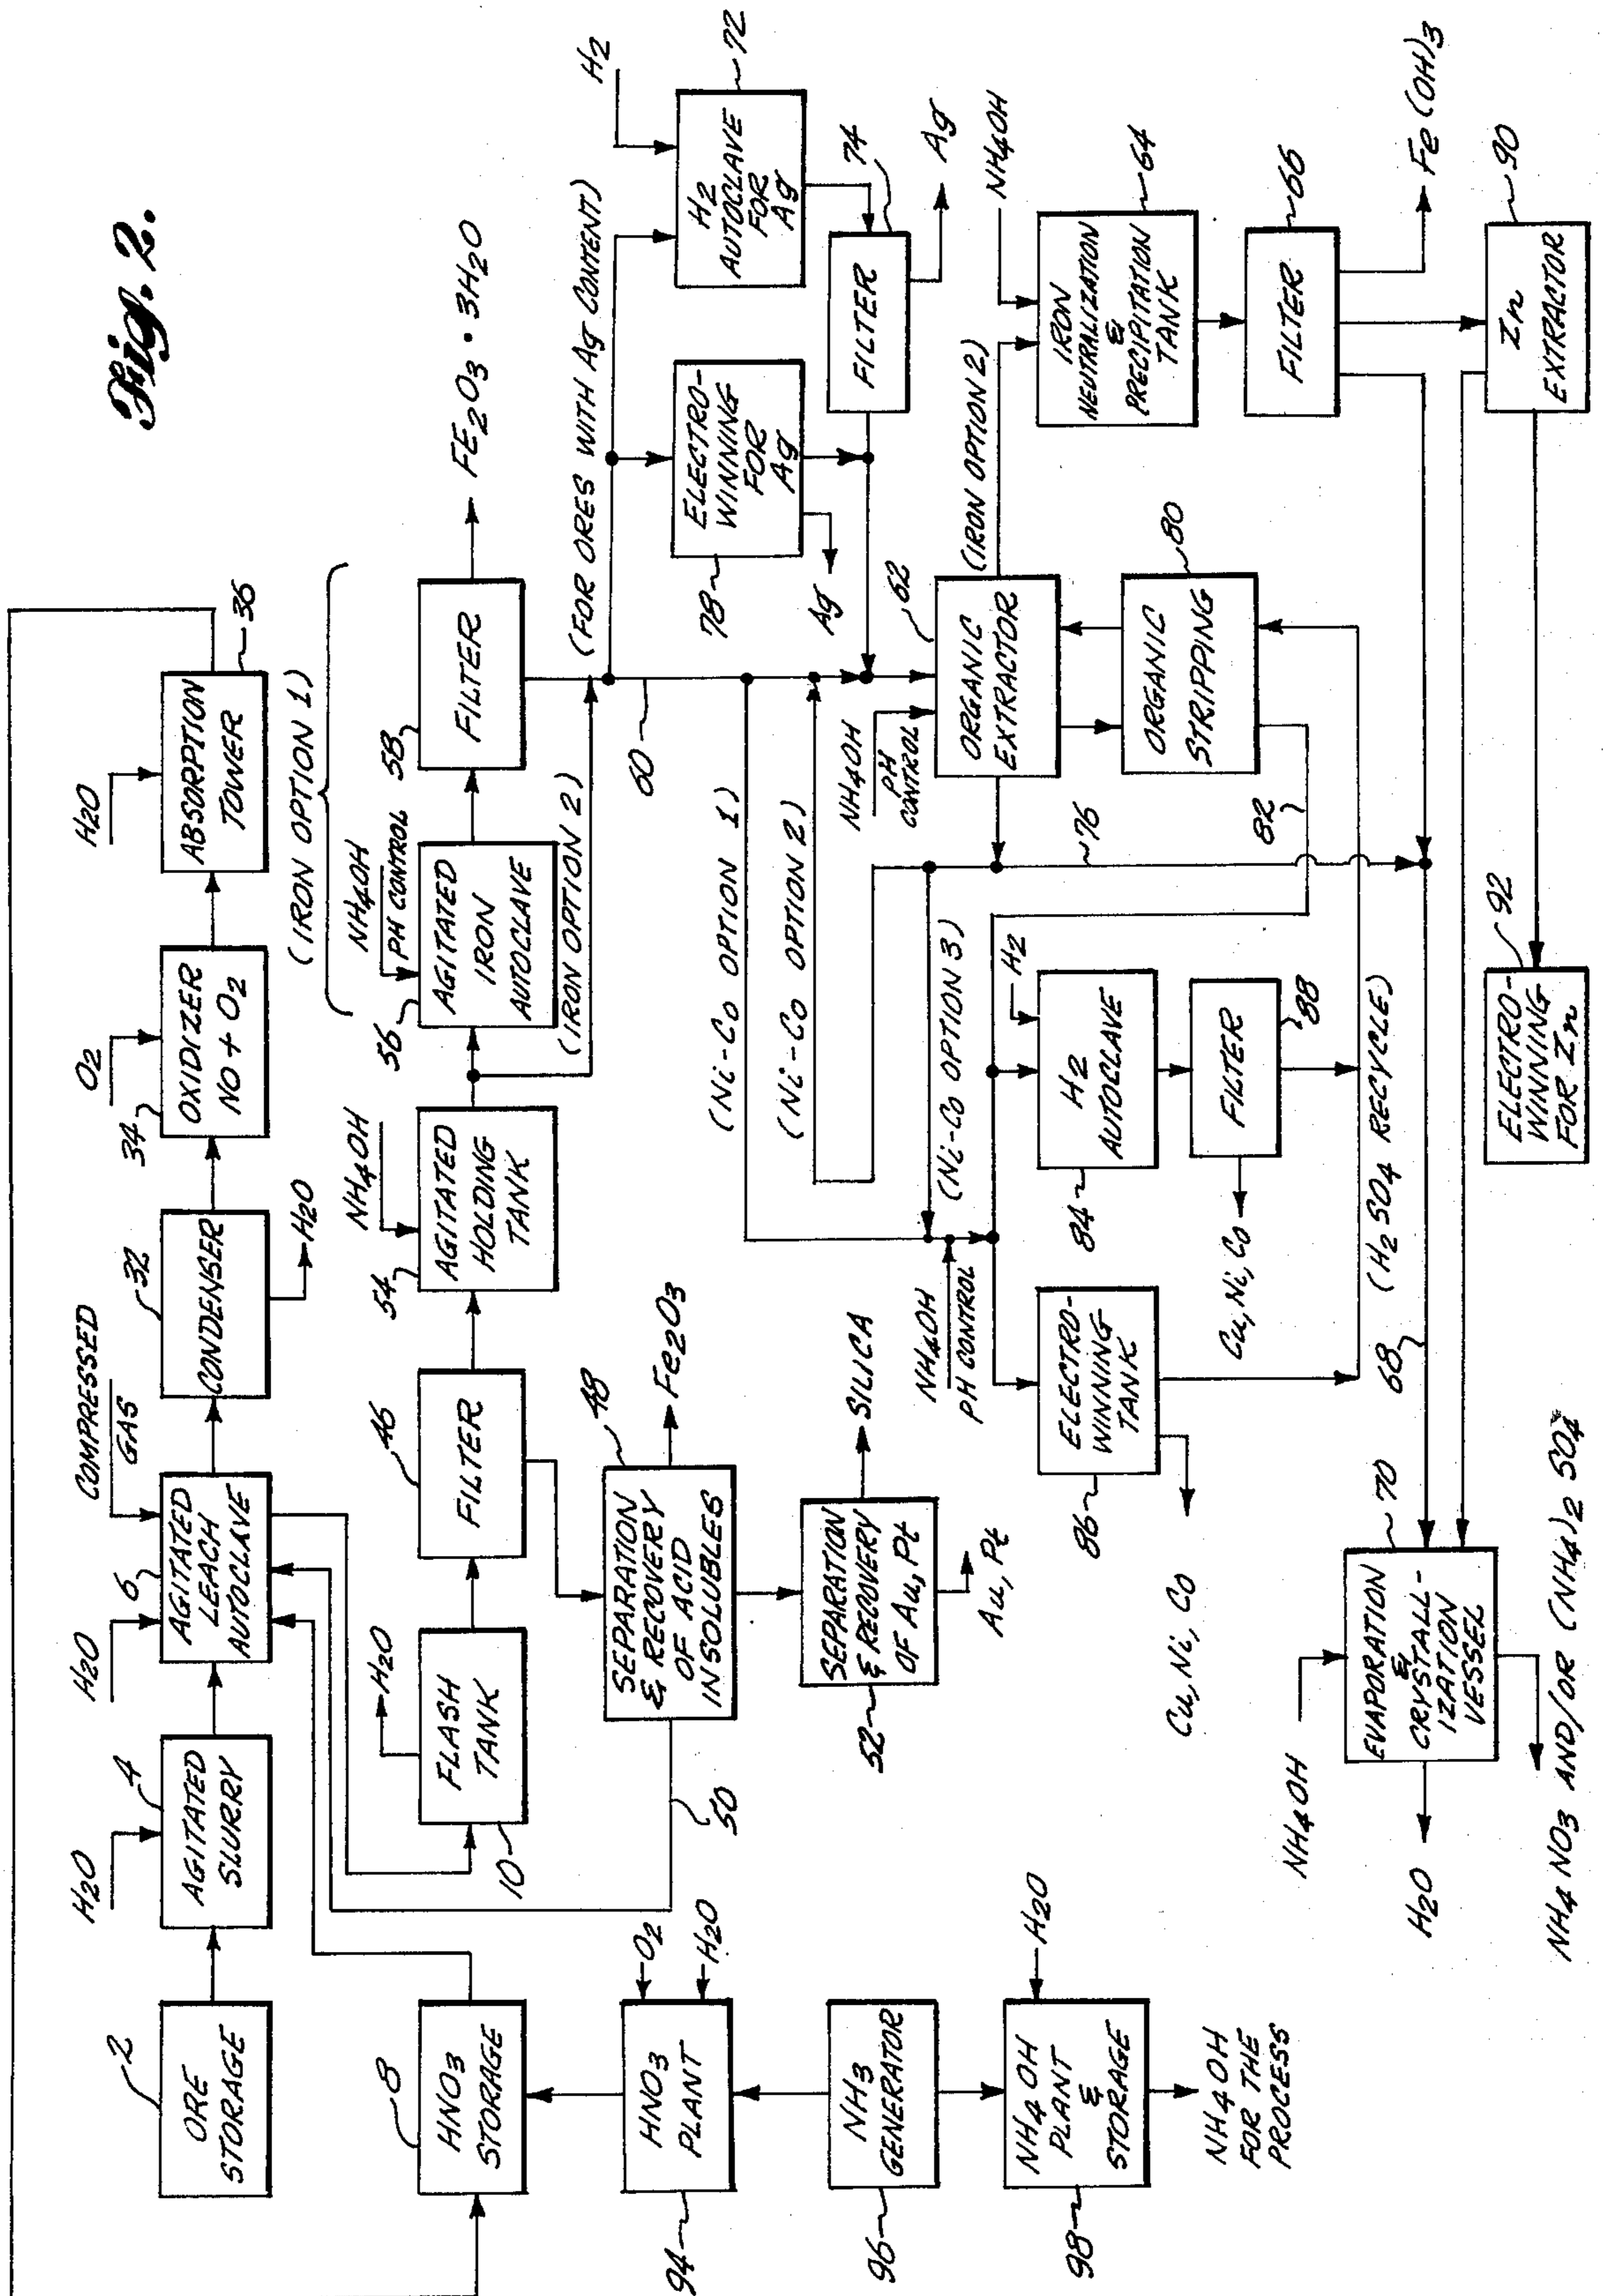 Fig. 2.
2
ORE
STORAGE
H2O
4
AGITATED
SLURRY
H2O
6
COMPRESSED
GAS
AGITATED
LEACH
AUTOCLAVE
32
CONDENSER
H2O
O2
34
OXIDIZER
NO + O2
H2O
ABSORPTION
TOWER
36
(IRON OPTION 1)
8
HNO3
STORAGE
H2O
FLASH
TANK
10
46
FILTER
NH4OH
54
AGITATED
HOLDING
TANK
NH4OH
PH CONTROL
56
AGITATED
IRON
AUTOCLAVE
(IRON OPTION 2)
58
FILTER
FE2O3 · 3H2O
50
SEPARATION
& RECOVERY
OF ACID
INSOLUBLES
48
Fe2O3
60
(FOR ORES WITH Ag CONTENT)
O2
HNO3
PLANT
H2O
94
52
SEPARATION
& RECOVERY
OF Au, Pt
SILICA
Au, Pt
(Ni-Co OPTION 1)
(Ni-Co OPTION 2)
78
ELECTRO-
WINNING
FOR
Ag
Ag
H2
H2
AUTOCLAVE
FOR
Ag
72
FILTER
74
Ag
NH3
GENERATOR
96
NH4OH
PH CONTROL
(Ni-Co OPTION 3)
NH4OH
PH
CONTROL
62
ORGANIC
EXTRACTOR
(IRON OPTION 2)
NH4OH
IRON
NEUTRALIZATION
&
PRECIPITATION
TANK
64
H2O
NH4OH
PLANT
&
STORAGE
98
NH4OH
FOR THE
PROCESS
ELECTRO-
WINNING
TANK
86
Cu, Ni, Co
H2
H2
AUTOCLAVE
84
FILTER
88
Cu, Ni, Co
76
82
ORGANIC
STRIPPING
80
FILTER
66
Fe(OH)3
(H2SO4 RECYCLE)
68
NH4OH
EVAPORATION
&
CRYSTALL-
IZATION
VESSEL
70
H2O
NH4NO3 AND/OR (NH4)2 SO4
92
ELECTRO-
WINNING
FOR Zn
Zn
EXTRACTOR
90